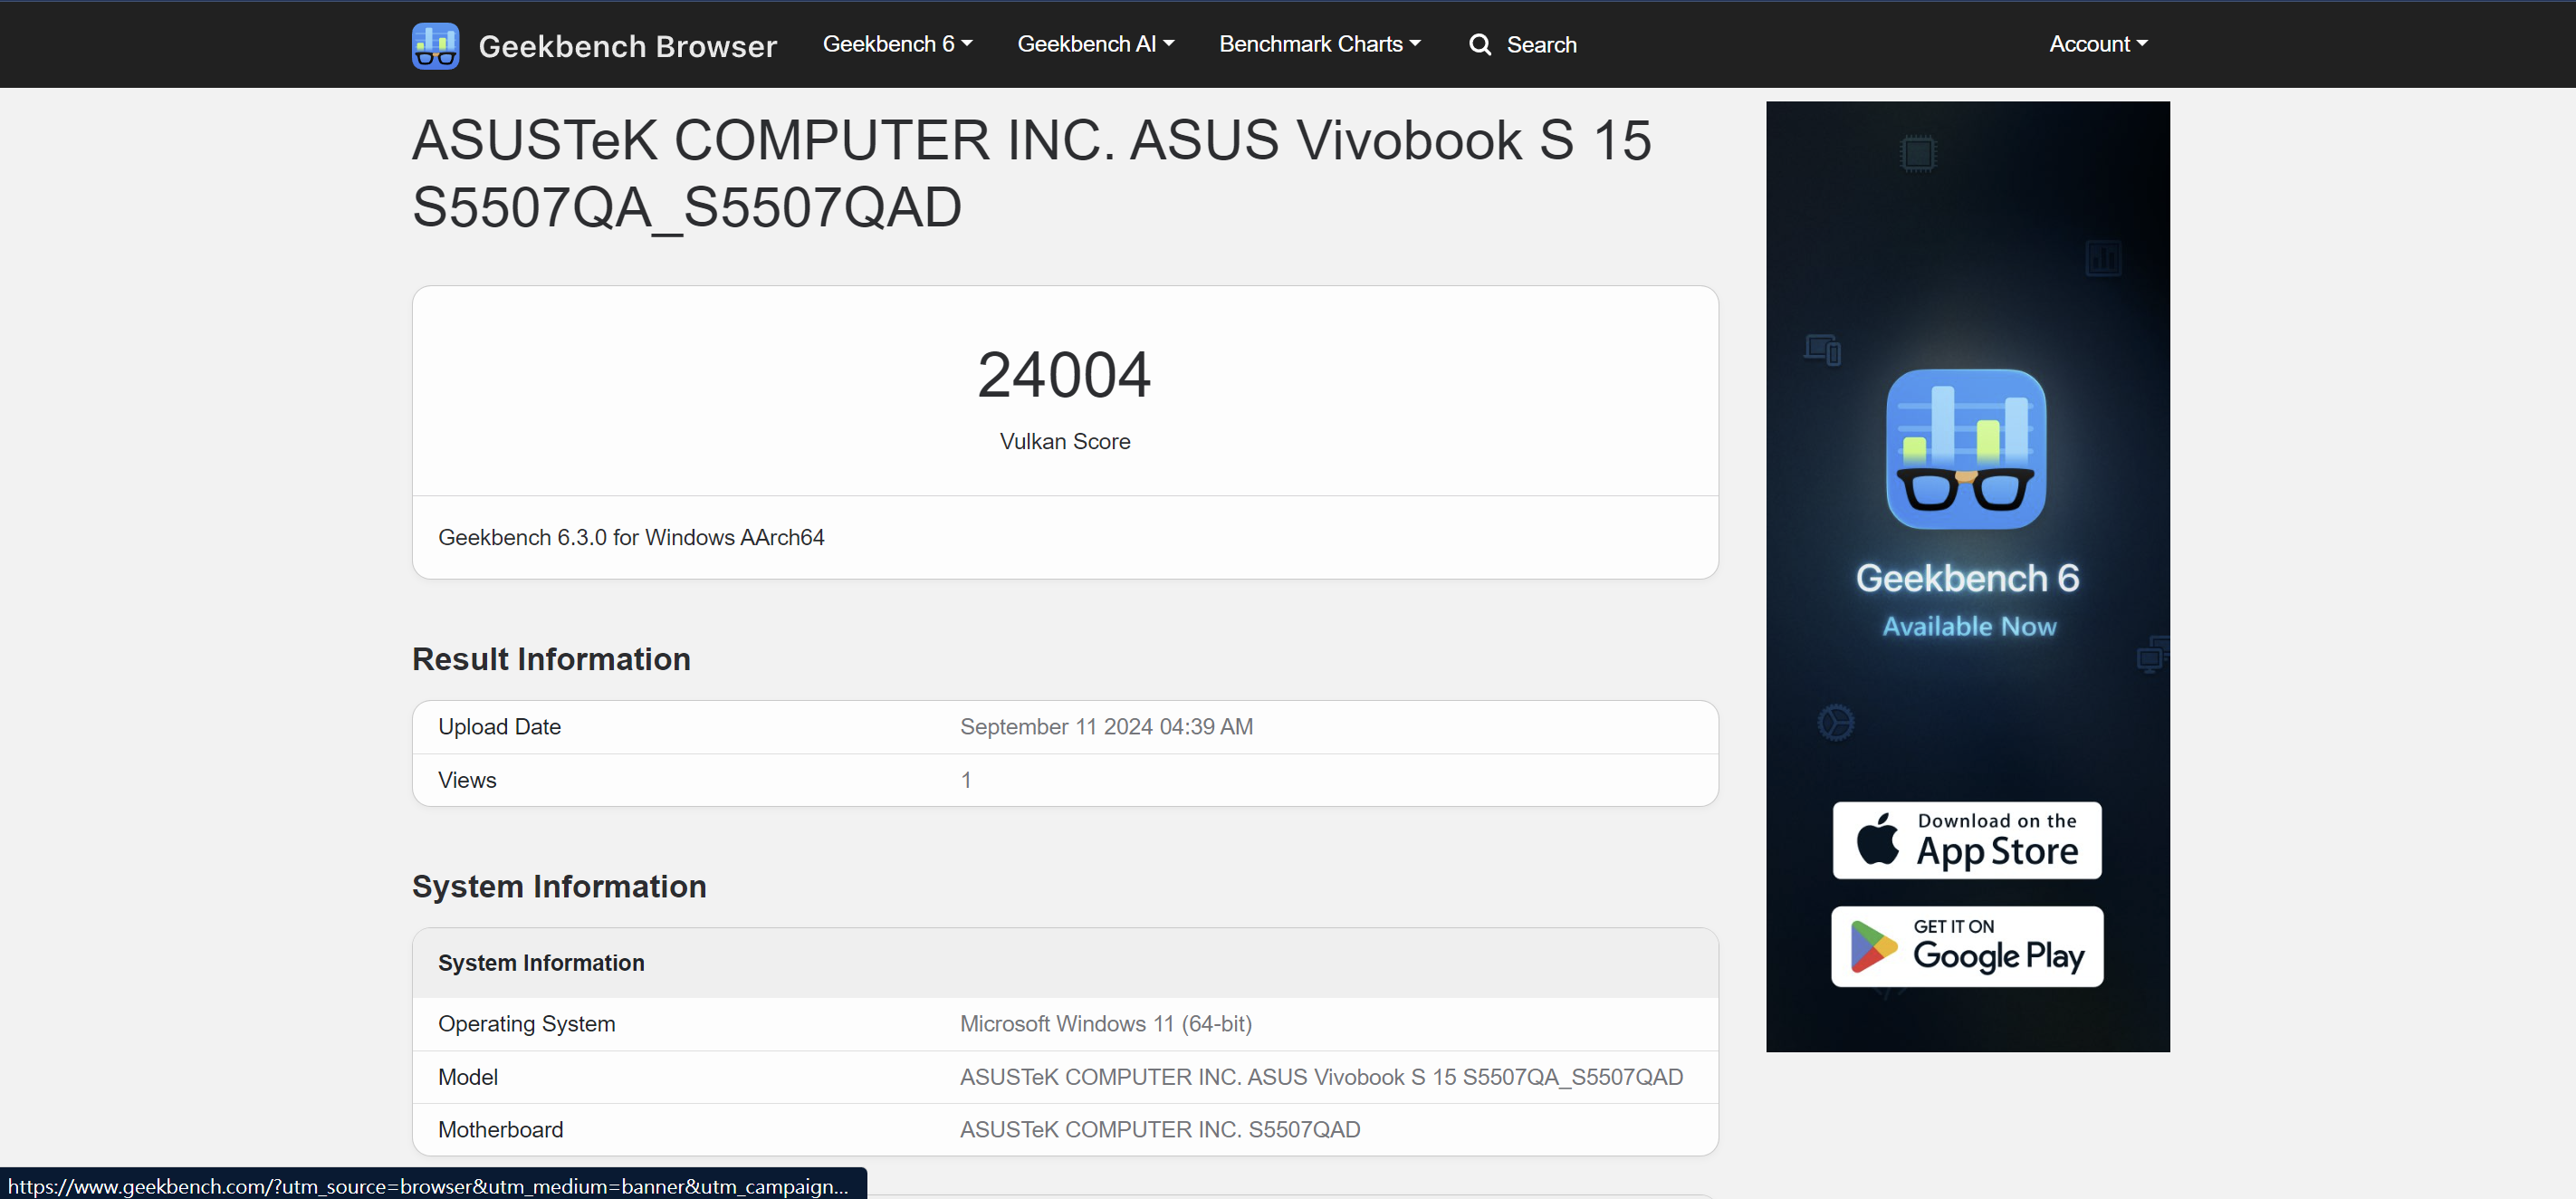 Geekbench Browser
Geekbench 6
Geekbench AI
Benchmark Charts
Search
Account
ASUSTeK COMPUTER INC. ASUS Vivobook S 15
S5507QA_S5507QAD
24004
Vulkan Score
Geekbench 6.3.0 for Windows AArch64
Result Information
Upload Date September 11 2024 04:39 AM
Views 1
System Information
System Information
Operating System Microsoft Windows 11 (64-bit)
Model ASUSTeK COMPUTER INC. ASUS Vivobook S 15 S5507QA_S5507QAD
Motherboard ASUSTeK COMPUTER INC. S5507QAD
Geekbench 6
Available Now
Download on the
App Store
GET IT ON
Google Play
https://www.geekbench.com/?utm_source=browser&utm_medium=banner&utm_campaign...